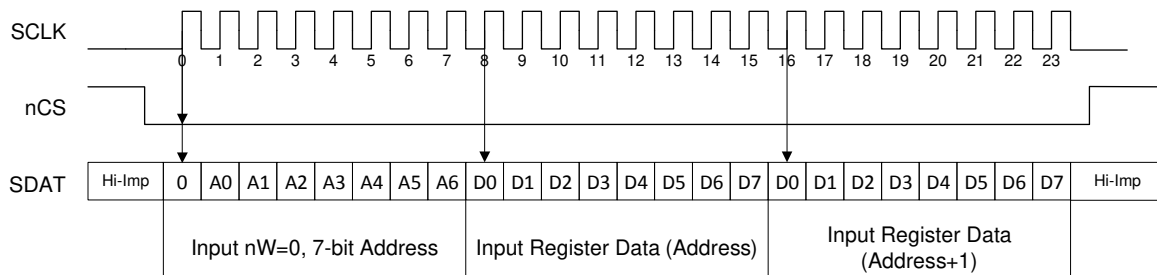 SCLK
0 1 2 3 4 5 6 7 8 9 10 11 12 13 14 15 16 17 18 19 20 21 22 23
nCS
SDAT Hi-Imp 0 A0 A1 A2 A3 A4 A5 A6 D0 D1 D2 D3 D4 D5 D6 D7 D0 D1 D2 D3 D4 D5 D6 D7 Hi-Imp
Input nW=0, 7-bit Address
Input Register Data (Address)
Input Register Data
(Address+1)